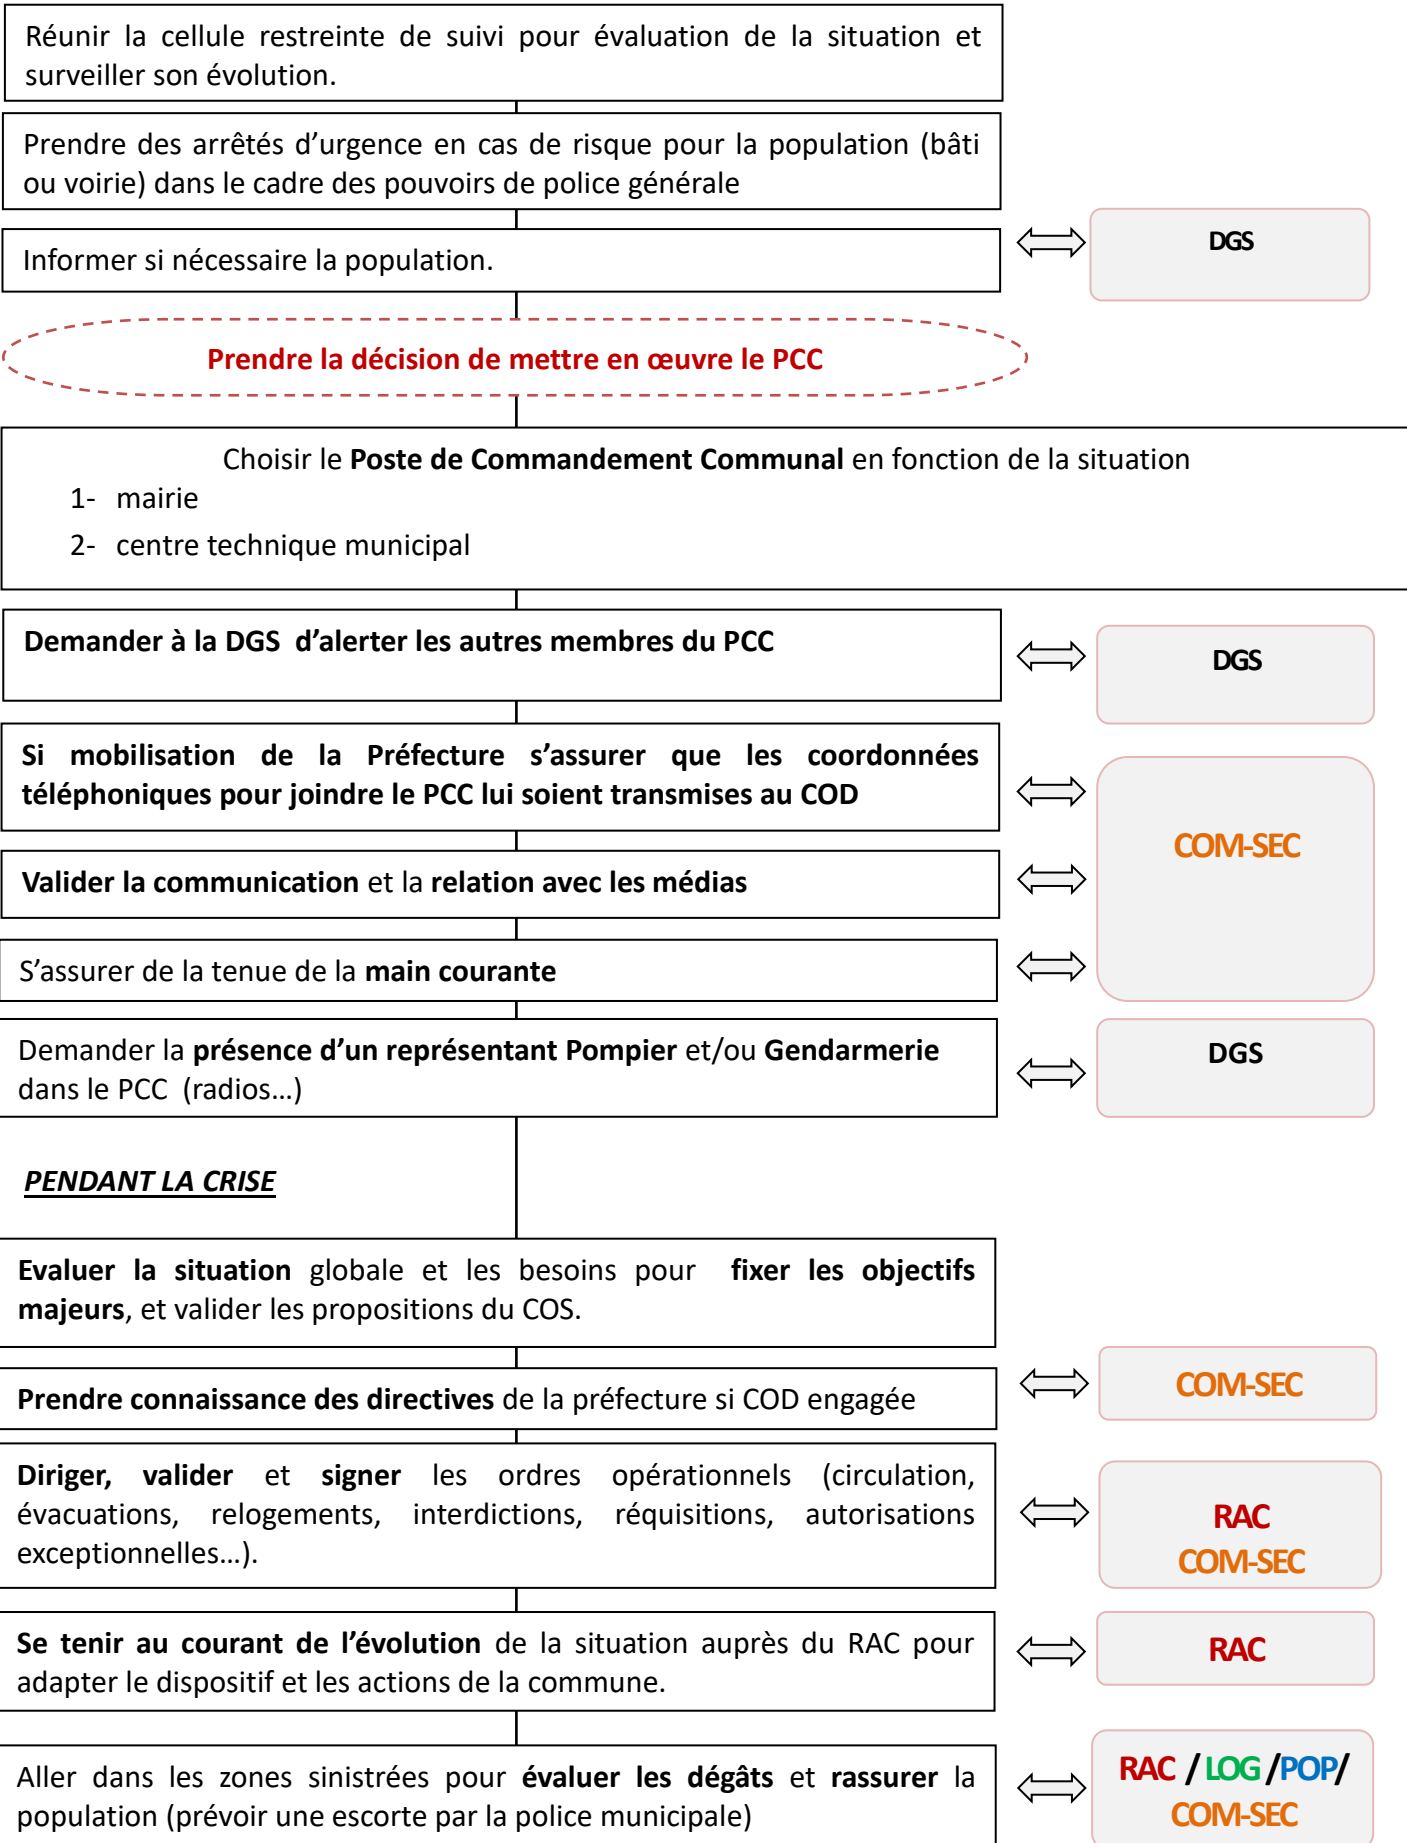 Réunir la cellule restreinte de suivi pour évaluation de la situation et
surveiller son évolution.
Prendre des arrêtés d’urgence en cas de risque pour la population (bâti
ou voirie) dans le cadre des pouvoirs de police générale
DGS
Informer si nécessaire la population.
Prendre la décision de mettre en œuvre le PCC
Choisir le Poste de Commandement Communal en fonction de la situation
1- mairie
2- centre technique municipal
Demander à la DGS d’alerter les autres membres du PCC
DGS
Si mobilisation de la Préfecture s’assurer que les coordonnées
téléphoniques pour joindre le PCC lui soient transmises au COD
COM-SEC
Valider la communication et la relation avec les médias
S’assurer de la tenue de la main courante
Demander la présence d’un représentant Pompier et/ou Gendarmerie
dans le PCC (radios…)
DGS
PENDANT LA CRISE
Evaluer la situation globale et les besoins pour fixer les objectifs
majeurs, et valider les propositions du COS.
Prendre connaissance des directives de la préfecture si COD engagée
COM-SEC
Diriger, valider et signer les ordres opérationnels (circulation,
évacuations, relogements, interdictions, réquisitions, autorisations
exceptionnelles…).
RAC
COM-SEC
Se tenir au courant de l’évolution de la situation auprès du RAC pour
adapter le dispositif et les actions de la commune.
RAC
Aller dans les zones sinistrées pour évaluer les dégâts et rassurer la
population (prévoir une escorte par la police municipale)
RAC / LOG /POP/
COM-SEC